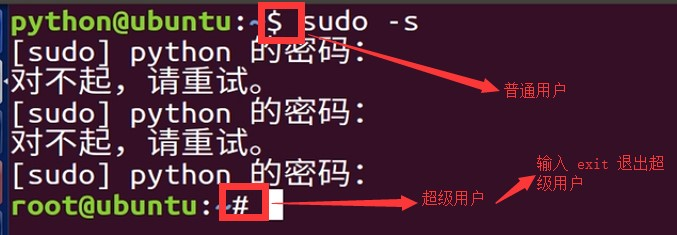 python@ubuntu:~$ sudo -s
[sudo] python 的密码：
对不起，请重试。
[sudo] python 的密码：
对不起，请重试。
[sudo] python 的密码：
root@ubuntu:~#
普通用户
超级用户
输入 exit 退出超
级用户